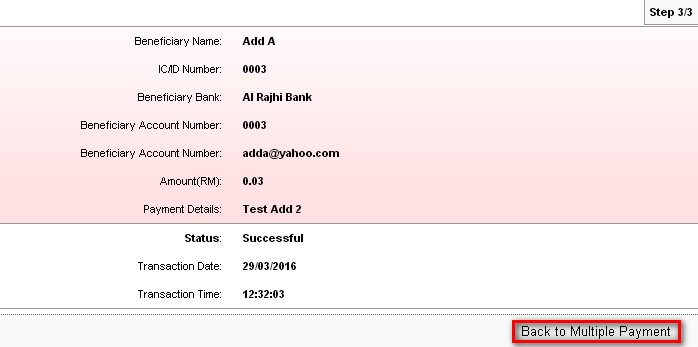 Step 3/3
Beneficiary Name: Add A
IC/ID Number: 0003
Beneficiary Bank: Al Rajhi Bank
Beneficiary Account Number: 0003
Beneficiary Account Number: adda@yahoo.com
Amount(RM): 0.03
Payment Details: Test Add 2
Status: Successful
Transaction Date: 29/03/2016
Transaction Time: 12:32:03
Back to Multiple Payment